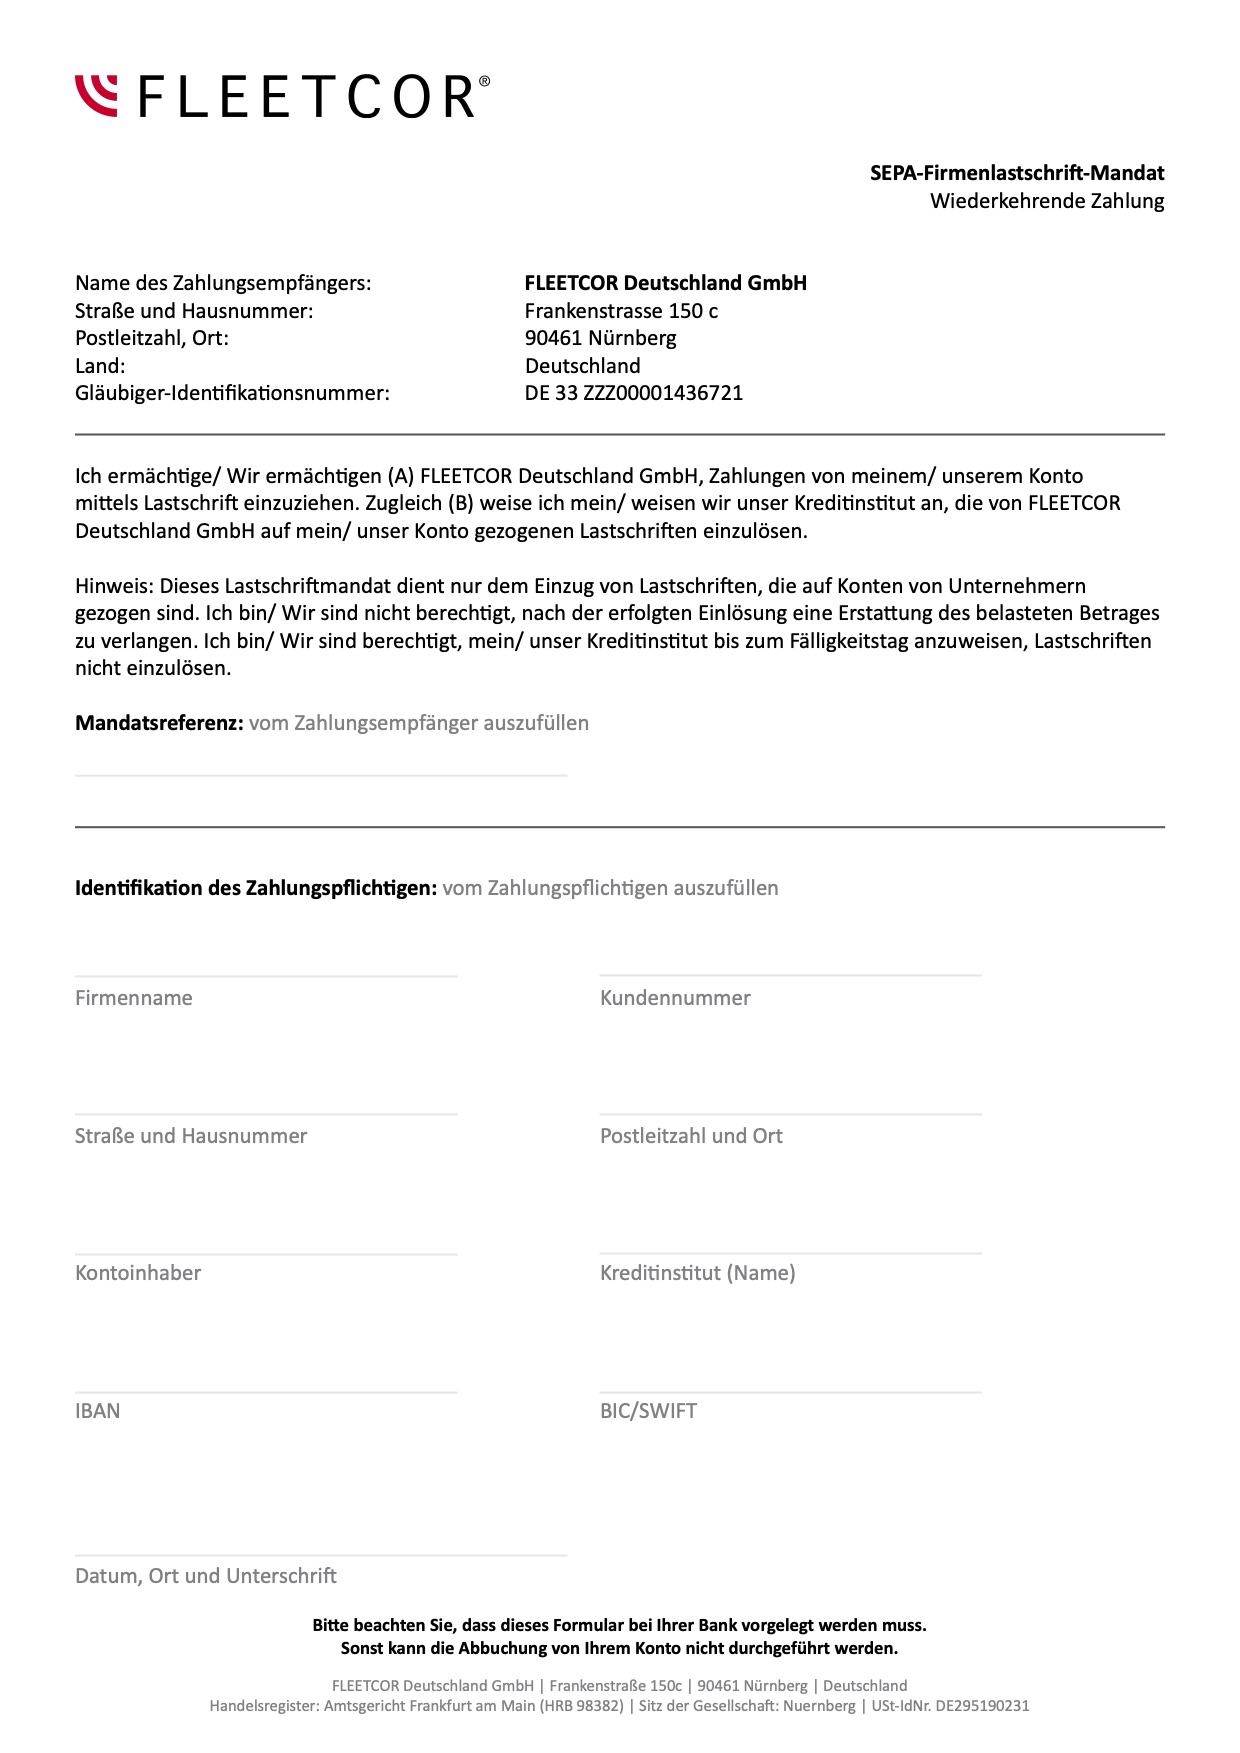 FLEETCOR®
SEPA-Firmenlastschrift-Mandat
Wiederkehrende Zahlung
Name des Zahlungsempfängers: FLEETCOR Deutschland GmbH
Straße und Hausnummer: Frankenstrasse 150 c
Postleitzahl, Ort: 90461 Nürnberg
Land: Deutschland
Gläubiger-Identifikationsnummer: DE 33 ZZZ00001436721
Ich ermächtige/ Wir ermächtigen (A) FLEETCOR Deutschland GmbH, Zahlungen von meinem/ unserem Konto
mittels Lastschrift einzuziehen. Zugleich (B) weise ich mein/ weisen wir unser Kreditinstitut an, die von FLEETCOR
Deutschland GmbH auf mein/ unser Konto gezogenen Lastschriften einzulösen.
Hinweis: Dieses Lastschriftmandat dient nur dem Einzug von Lastschriften, die auf Konten von Unternehmern
gezogen sind. Ich bin/ Wir sind nicht berechtigt, nach der erfolgten Einlösung eine Erstattung des belasteten Betrages
zu verlangen. Ich bin/ Wir sind berechtigt, mein/ unser Kreditinstitut bis zum Fälligkeitstag anzuweisen, Lastschriften
nicht einzulösen.
Mandatsreferenz: vom Zahlungsempfänger auszufüllen
Identifikation des Zahlungspflichtigen: vom Zahlungspflichtigen auszufüllen
Firmenname Kundennummer
Straße und Hausnummer Postleitzahl und Ort
Kontoinhaber Kreditinstitut (Name)
IBAN BIC/SWIFT
Datum, Ort und Unterschrift
Bitte beachten Sie, dass dieses Formular bei Ihrer Bank vorgelegt werden muss.
Sonst kann die Abbuchung von Ihrem Konto nicht durchgeführt werden.
FLEETCOR Deutschland GmbH | Frankenstraße 150c | 90461 Nürnberg | Deutschland
Handelsregister: Amtsgericht Frankfurt am Main (HRB 98382) | Sitz der Gesellschaft: Nuernberg | USt-IdNr. DE295190231